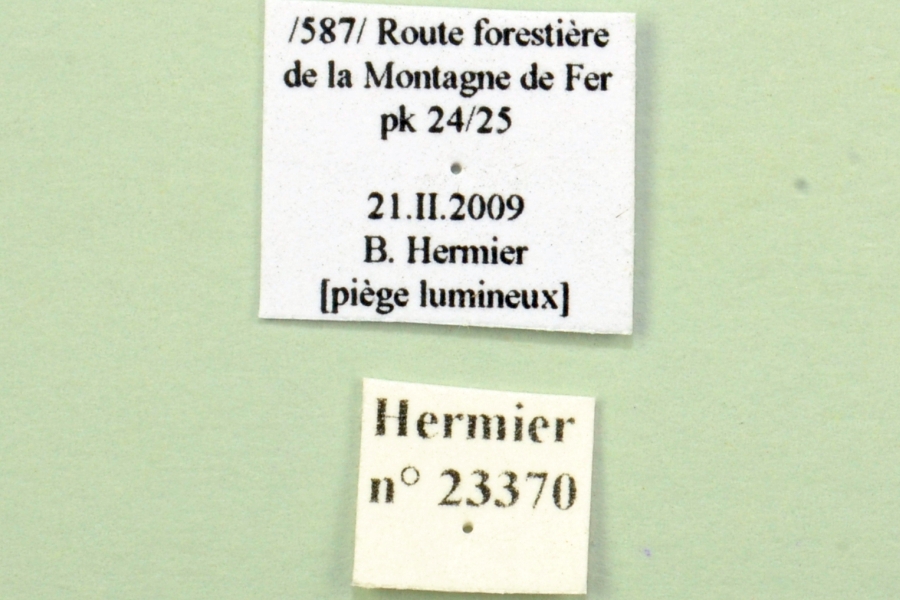 /587/ Route forestière
de la Montagne de Fer
pk 24/25
21.II.2009
B. Hermier
[piège lumineux]
Hermier
n° 23370